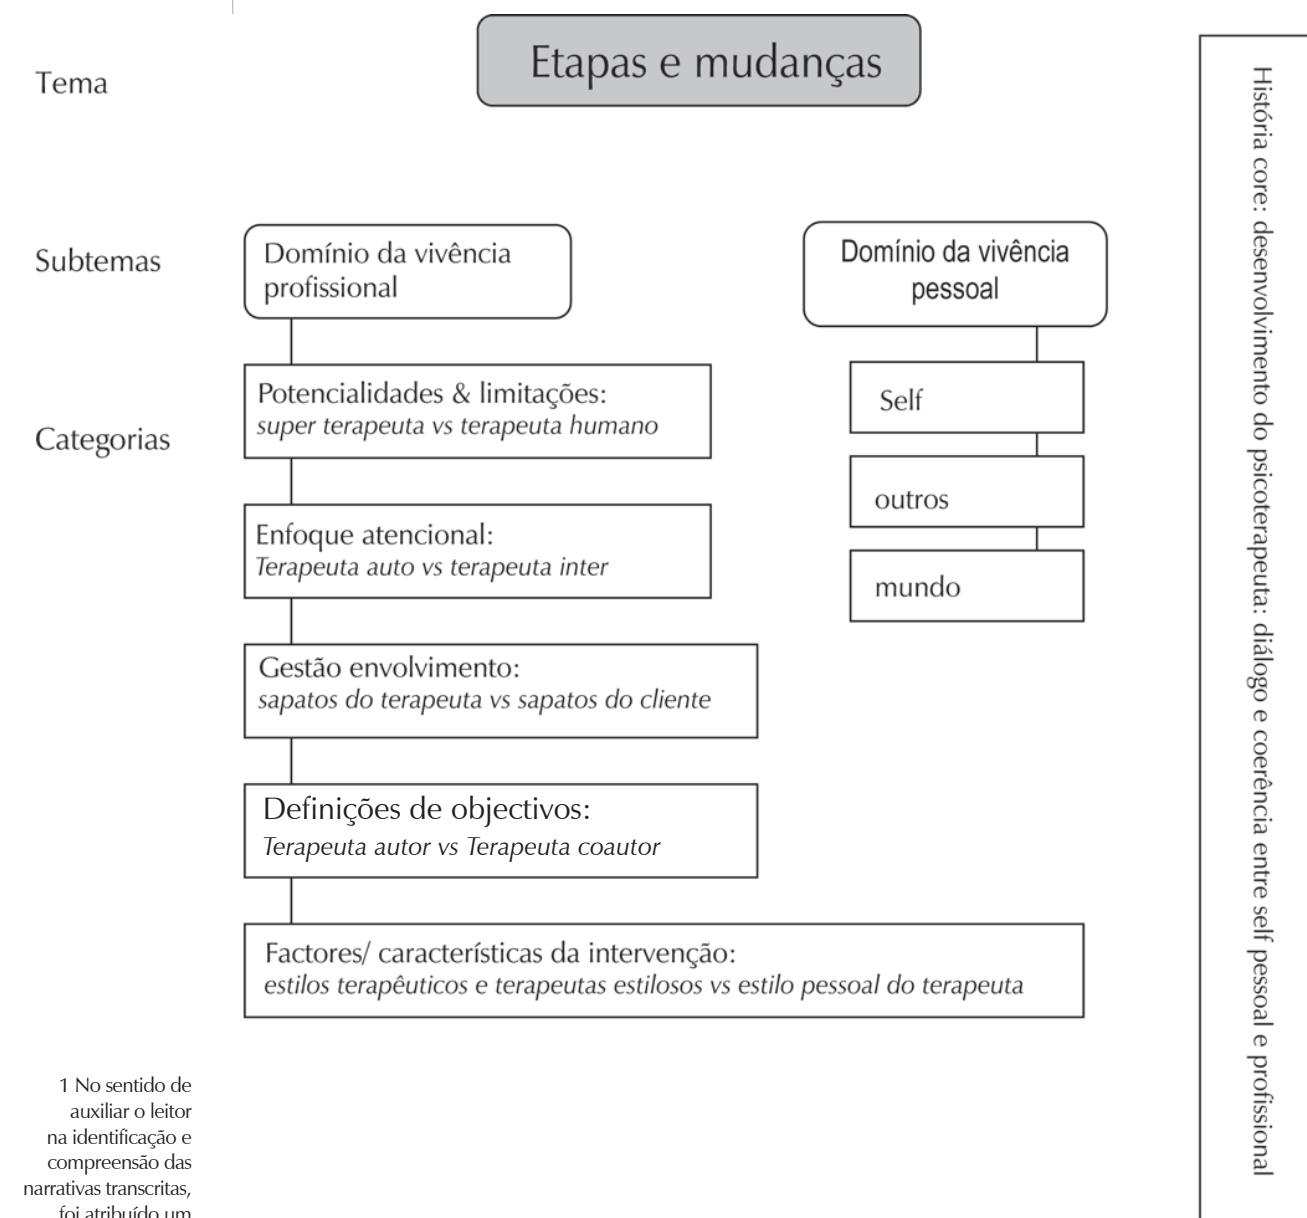 Tema
Etapas e mudanças
Subtemas
Domínio da vivência
profissional
Domínio da vivência
pessoal
Categorias
Potencialidades & limitações:
super terapeuta vs terapeuta humano
Enfoque atencional:
Terapeuta auto vs terapeuta inter
Gestão envolvimento:
sapatos do terapeuta vs sapatos do cliente
Definições de objectivos:
Terapeuta autor vs Terapeuta coautor
Factores/ características da intervenção:
estilos terapêuticos e terapeutas estilosos vs estilo pessoal do terapeuta
Self
outros
mundo
História core: desenvolvimento do psicoterapeuta: diálogo e coerência entre self pessoal e profissional
1 No sentido de
auxiliar o leitor
na identificação e
compreensão das
narrativas transcritas,
foi atribuído um